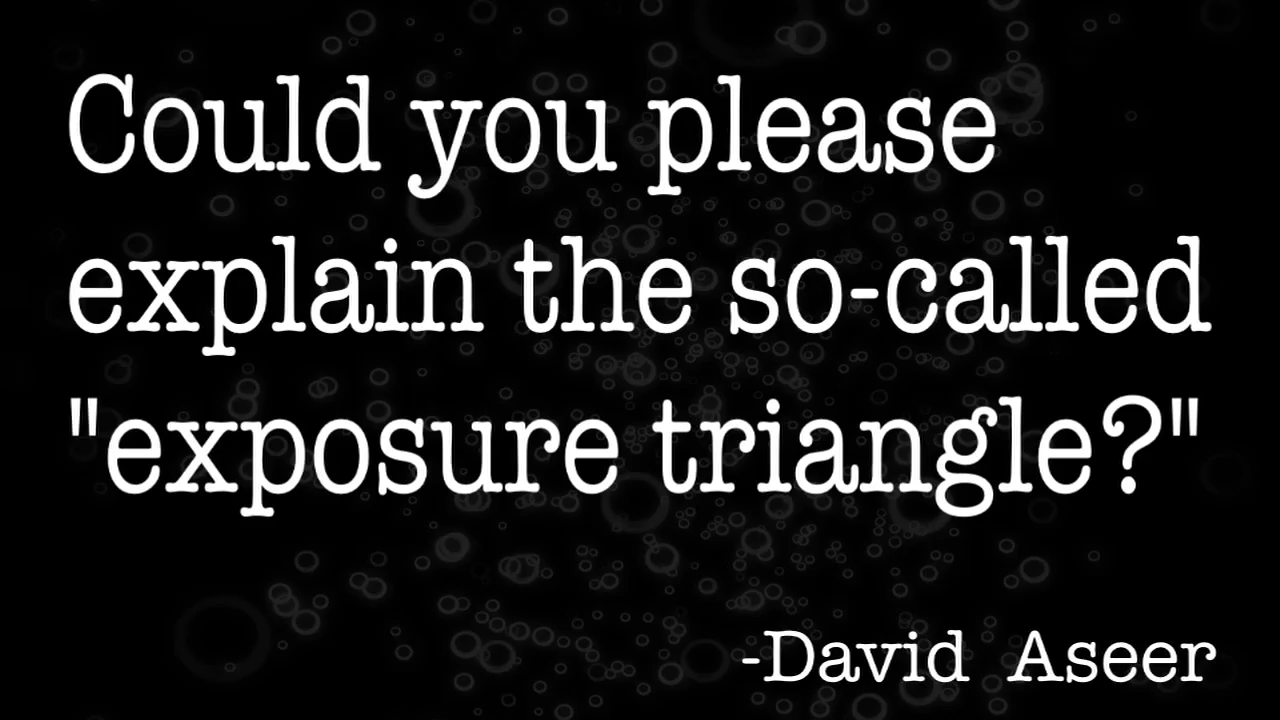 Could you please
explain the so-called
"exposure triangle?"
-David Aseer